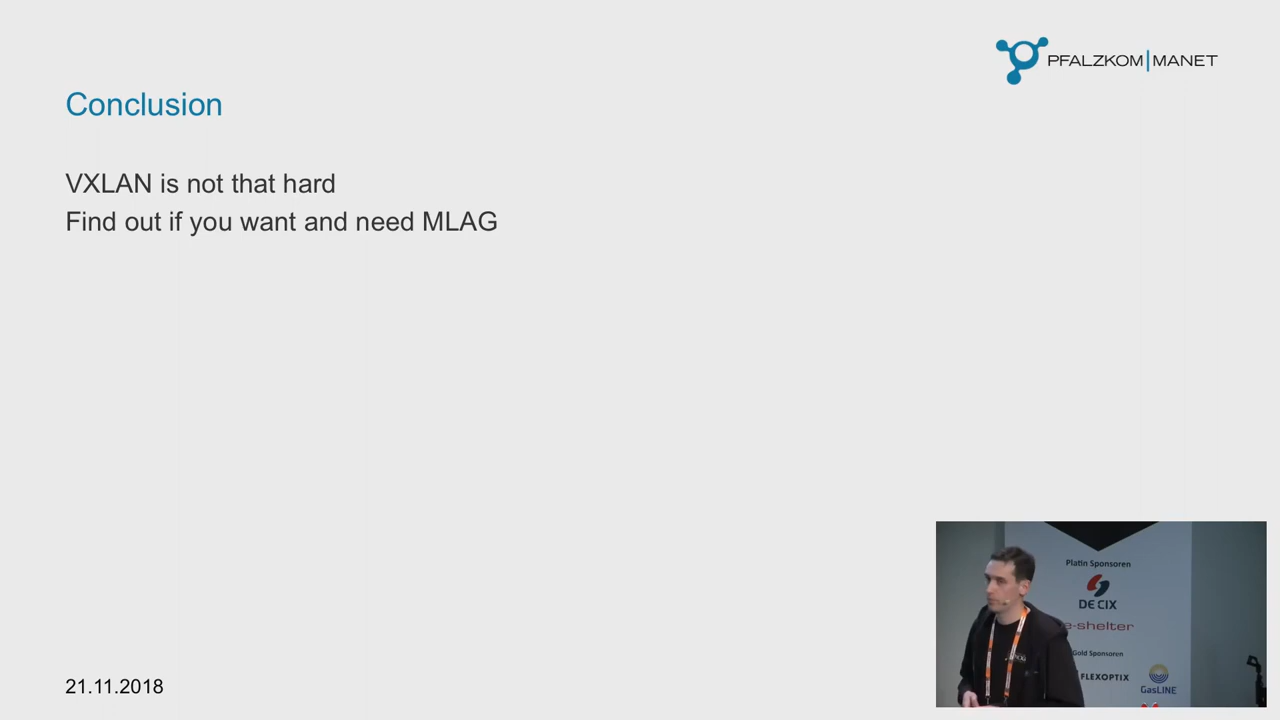 PFALZKOM|MANET
Conclusion
VXLAN is not that hard
Find out if you want and need MLAG
Platin Sponsoren
DE CIX
e-shelter
Gold Sponsoren
FLEXOPTIX
GasLINE
21.11.2018